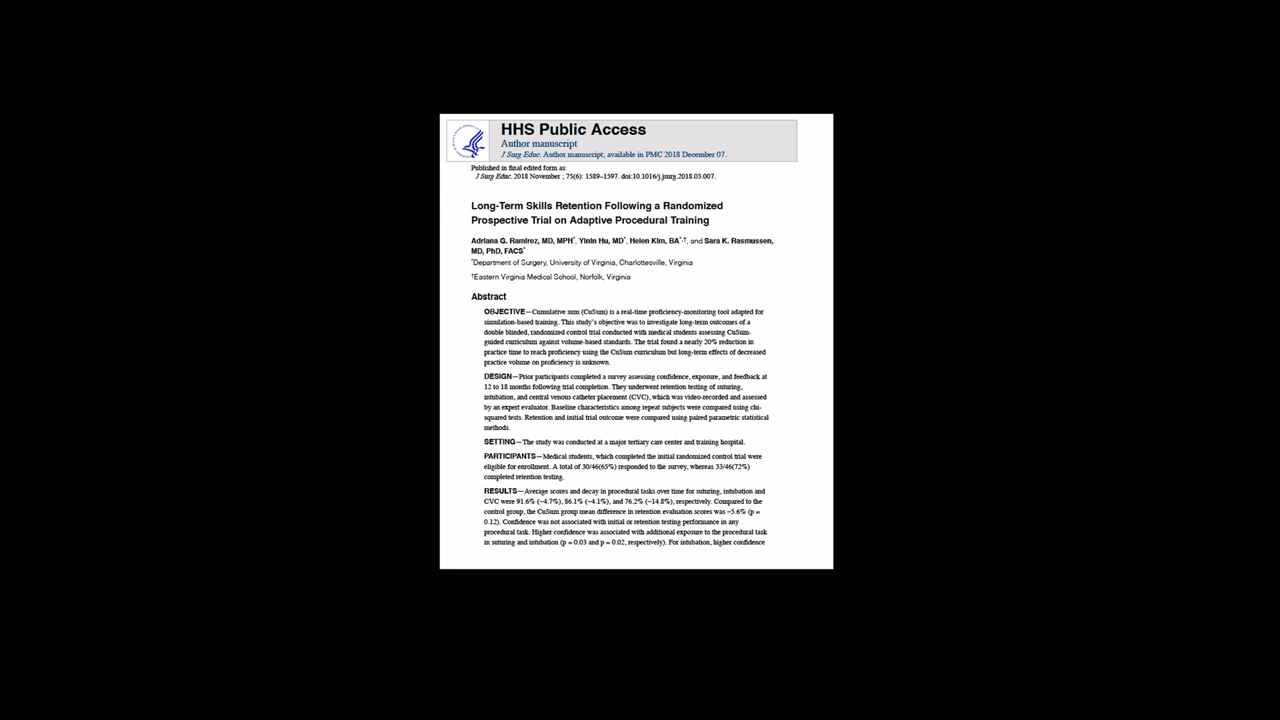 HHS Public Access
Author manuscript
J Surg Educ. Author manuscript; available in PMC 2018 December 07.
Published in final edited form as:
J Surg Educ. 2018 November ; 75(6): 1589–1597. doi:10.1016/j.jsurg.2018.03.007.
Long-Term Skills Retention Following a Randomized
Prospective Trial on Adaptive Procedural Training
Adriana G. Ramirez, MD, MPH*, Yinin Hu, MD*, Helen Kim, BA*,†, and Sara K. Rasmussen,
MD, PhD, FACS*
*Department of Surgery, University of Virginia, Charlottesville, Virginia
†Eastern Virginia Medical School, Norfolk, Virginia
Abstract
OBJECTIVE—Cumulative sum (CuSum) is a real-time proficiency-monitoring tool adapted for
simulation-based training. This study's objective was to investigate long-term outcomes of a
double blinded, randomized control trial conducted with medical students assessing CuSum-
guided curriculum against volume-based standards. The trial found a nearly 20% reduction in
practice time to reach proficiency using the CuSum curriculum but long-term effects of decreased
practice volume on proficiency is unknown.
DESIGN—Prior participants completed a survey assessing confidence, exposure, and feedback at
12 to 18 months following trial completion. They underwent retention testing of suturing,
intubation, and central venous catheter placement (CVC), which was video-recorded and assessed
by an expert evaluator. Baseline characteristics among repeat subjects were compared using chi-
squared tests. Retention and initial trial outcome were compared using paired parametric statistical
methods.
SETTING—The study was conducted at a major tertiary care center and training hospital.
PARTICIPANTS—Medical students, which completed the initial randomized control trial were
eligible for enrollment. A total of 30/46(65%) responded to the survey, whereas 33/46(72%)
completed retention testing.
RESULTS—Average scores and decay in procedural tasks over time for suturing, intubation and
CVC were 91.6% (−4.7%), 86.1% (−4.1%), and 76.2% (−14.8%), respectively. Compared to the
control group, the CuSum group mean difference in retention evaluation scores was −5.6% (p =
0.12). Confidence was not associated with initial or retention testing performance in any
procedural task. Higher confidence was associated with additional exposure to the procedural task
in suturing and intubation (p = 0.03 and p = 0.02, respectively). For intubation, higher confidence